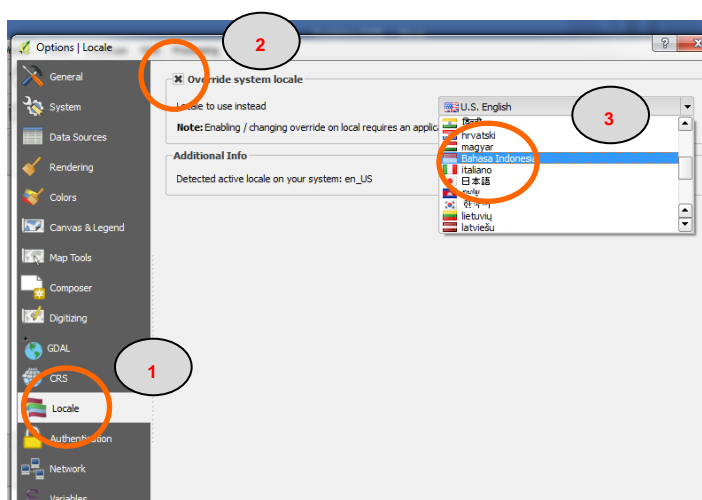 Options | Locale
2
?
General
Override system locale
System
Locale to use instead
U.S. English
3
हिन्दी
Note: Enabling / changing override on local requires an applic
hrvatski
Data Sources
magyar
Additional Info
Bahasa Indonesia
Rendering
italiano
Detected active locale on your system: en_US
日本語
Colors
한국어
lietuvių
Canvas & Legend
latviešu
Map Tools
Composer
Digitizing
GDAL
1
CRS
Locale
Authentication
Network
Variables